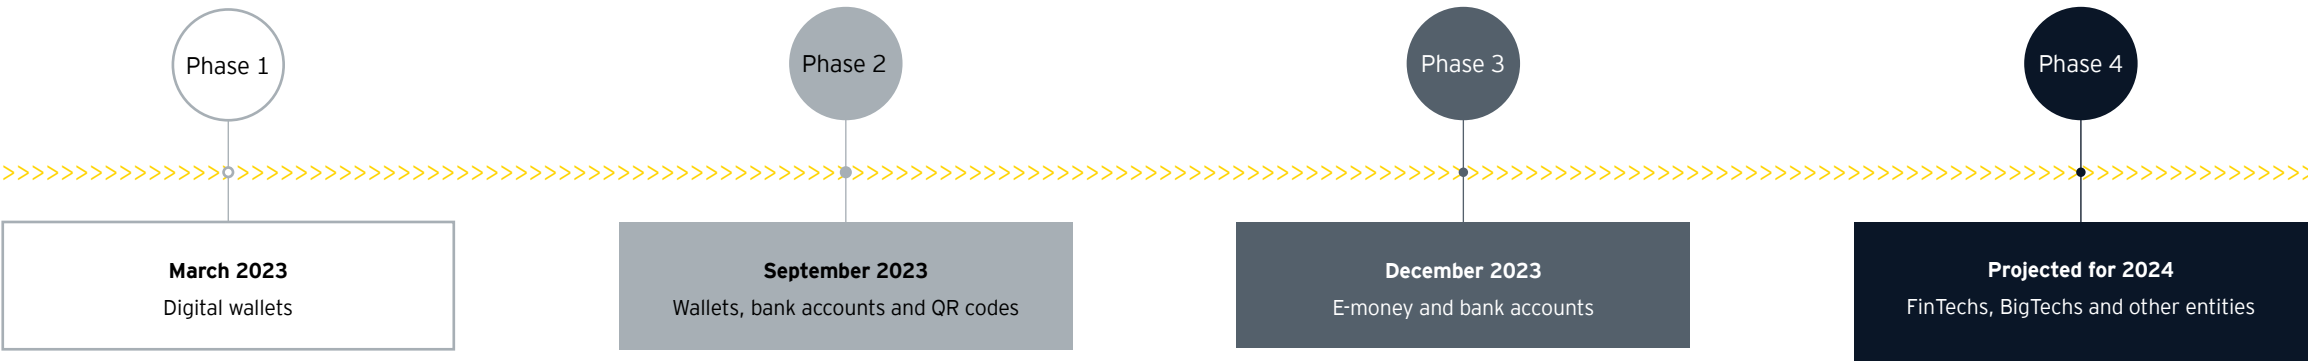 Phase 1
Phase 2
Phase 3
Phase 4
March 2023
Digital wallets
September 2023
Wallets, bank accounts and QR codes
December 2023
E-money and bank accounts
Projected for 2024
FinTechs, BigTechs and other entities